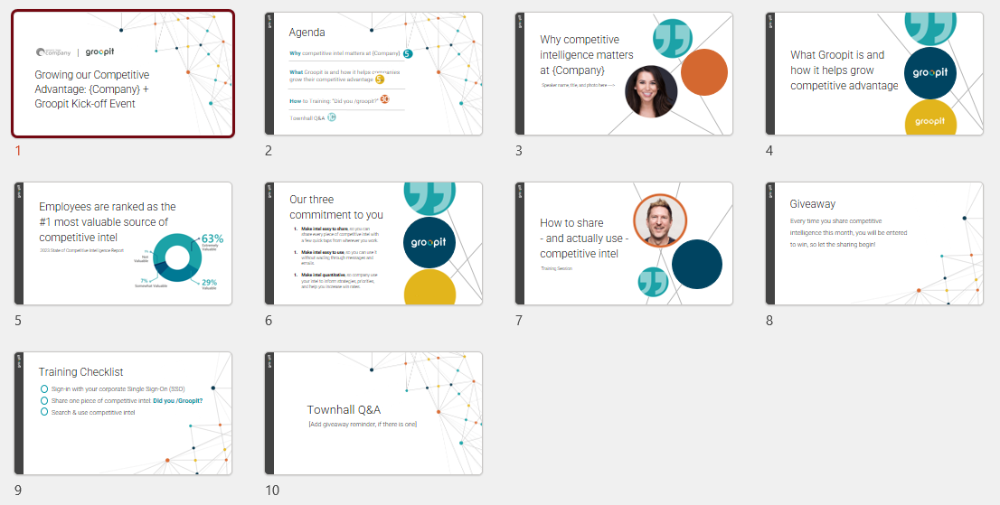 company | groopit
Growing our Competitive
Advantage: {Company} +
Groopit Kick-off Event
1
Agenda
Why competitive intel matters at {Company} 5
What Groopit is and how it helps companies
grow their competitive advantage
How to Training: "Did you /groopit?"
Townhall Q&A
2
Why competitive
intelligence matters
at {Company}
Speaker name, title, and photo here
3
What Groopit is and
how it helps grow
competitive advantage
groopit
groopit
4
Employees are ranked as the
#1 most valuable source of
competitive intel
2023 State of Competitive Intelligence Report
63%
Extremely
Valuable
Not
Valuable
7%
Somewhat Valuable
29%
Valuable
5
Our three
commitment to you
1. Make intel easy to share, so you can
share every piece of competitive intel with
a few quick taps from wherever you work.
2. Make intel easy to use, so you can use it
without wading through messages and
emails.
3. Make intel quantitative, so company use
your intel to inform strategies, priorities,
and help you increase win rates.
groopit
6
How to share
- and actually use -
competitive intel
Training Session
7
Giveaway
Every time you share competitive
intelligence this month, you will be entered
to win, so let the sharing begin!
8
Training Checklist
Sign-in with your corporate Single Sign-On (SSO)
Share one piece of competitive intel: Did you /Groopit?
Search & use competitive intel
9
Townhall Q&A
[Add giveaway reminder, if there is one]
10